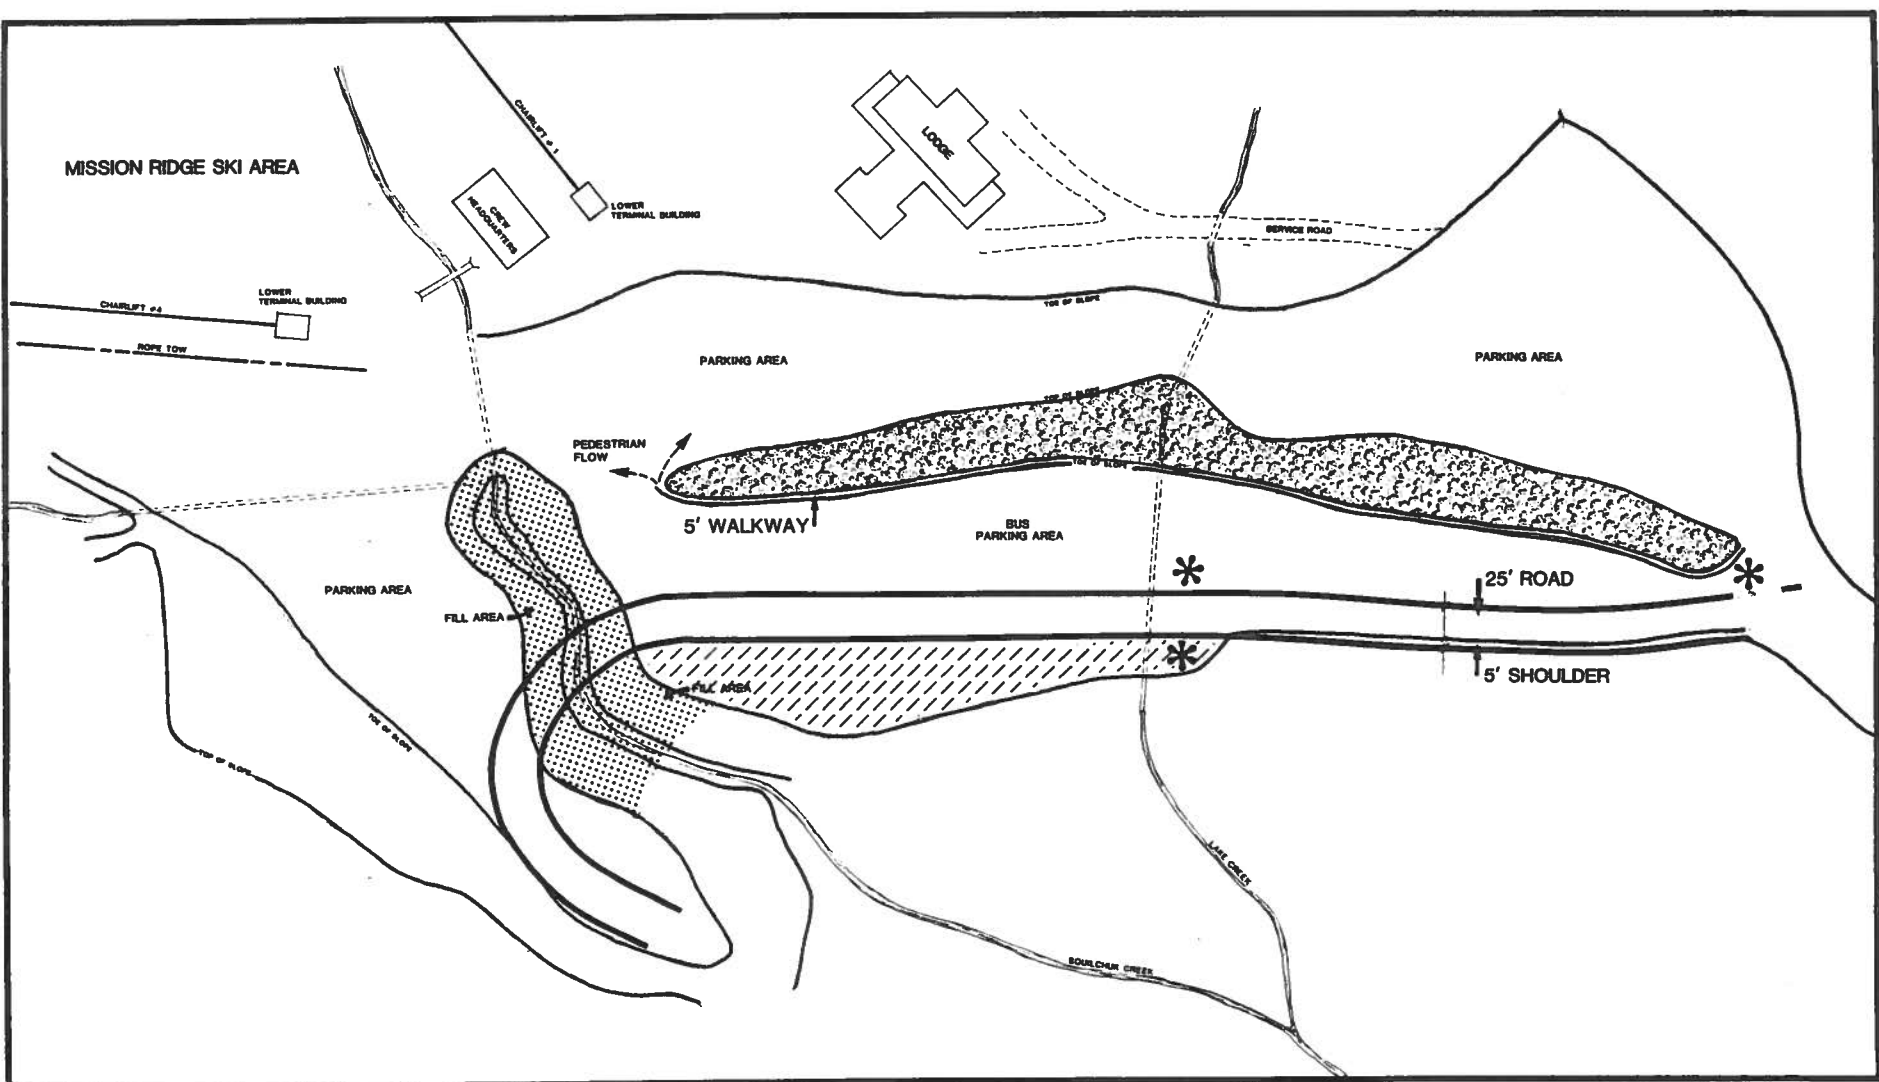 MISSION RIDGE SKI AREA
CHAIRLIFT #1
LODGE
CREW
HEADQUARTERS
LOWER
TERMINAL BUILDING
SERVICE ROAD
LOWER
TERMINAL BUILDING
CHAIRLIFT #4
TOE OF SLOPE
ROPE TOW
PARKING AREA
PARKING AREA
TOP OF SLOPE
PEDESTRIAN
FLOW
TOE OF SLOPE
5' WALKWAY
BUS
PARKING AREA
25' ROAD
PARKING AREA
FILL AREA
5' SHOULDER
FILL AREA
TOE OF SLOPE
TOP OF SLOPE
LAKE CREEK
SQUILCHUK CREEK